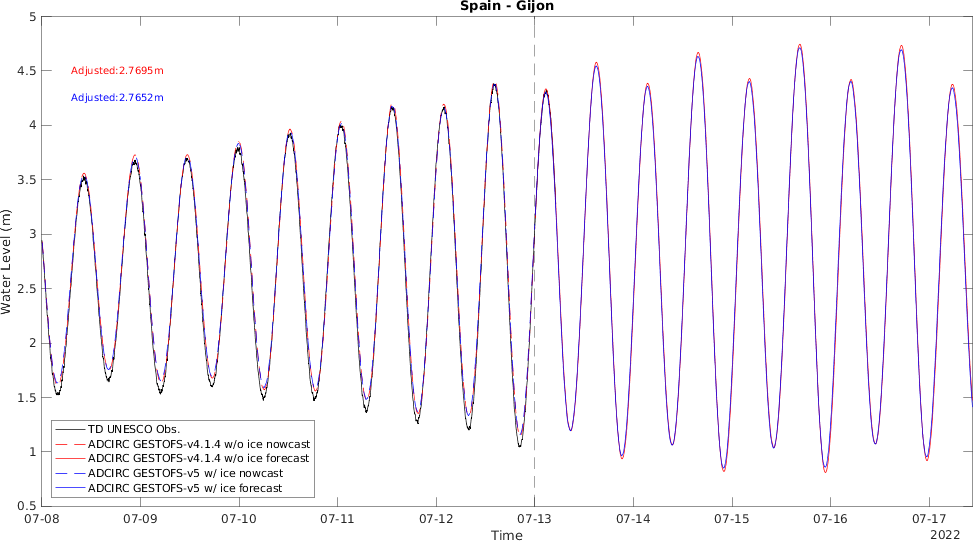 Spain - Gijon
5
4.5
4
3.5
3
2.5
2
1.5
1
0.5
Water Level (m)
Adjusted:2.7695m
Adjusted:2.7652m
TD UNESCO Obs.
ADCIRC GESTOFS-v4.1.4 w/o ice nowcast
ADCIRC GESTOFS-v4.1.4 w/o ice forecast
ADCIRC GESTOFS-v5 w/ ice nowcast
ADCIRC GESTOFS-v5 w/ ice forecast
07-08 07-09 07-10 07-11 07-12 07-13 07-14 07-15 07-16 07-17
Time
2022